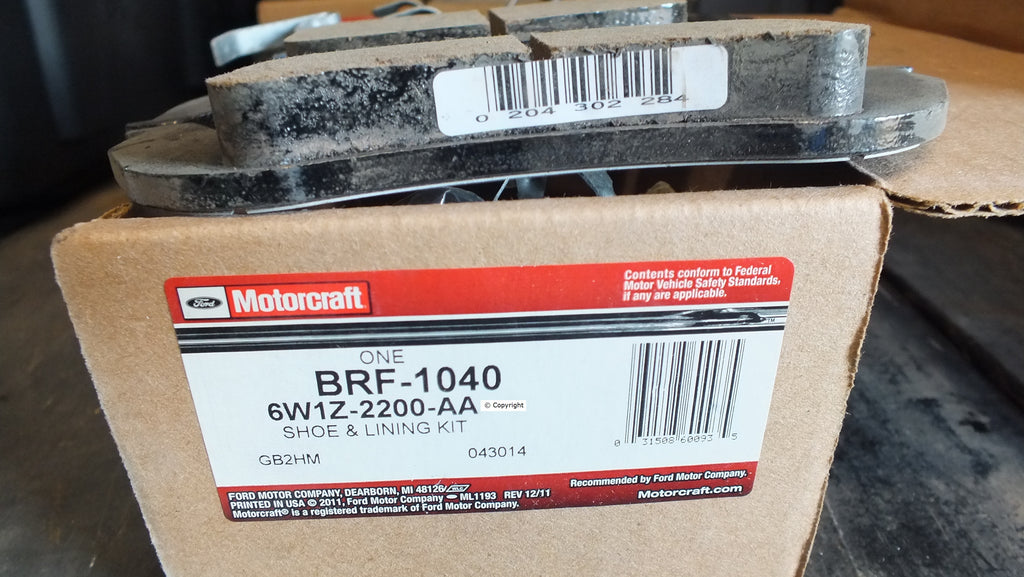 0 204 302 284
Ford Motorcraft
Contents conform to Federal
Motor Vehicle Safety Standards,
if any are applicable.
TM
ONE
BRF-1040
6W1Z-2200-AA © Copyright
SHOE & LINING KIT
GB2HM 043014
0 31508 60093 5
FORD MOTOR COMPANY, DEARBORN, MI 48126
PRINTED IN USA © 2011, Ford Motor Company ML1193 REV 12/11
Motorcraft® is a registered trademark of Ford Motor Company.
Recommended by Ford Motor Company.
Motorcraft.com